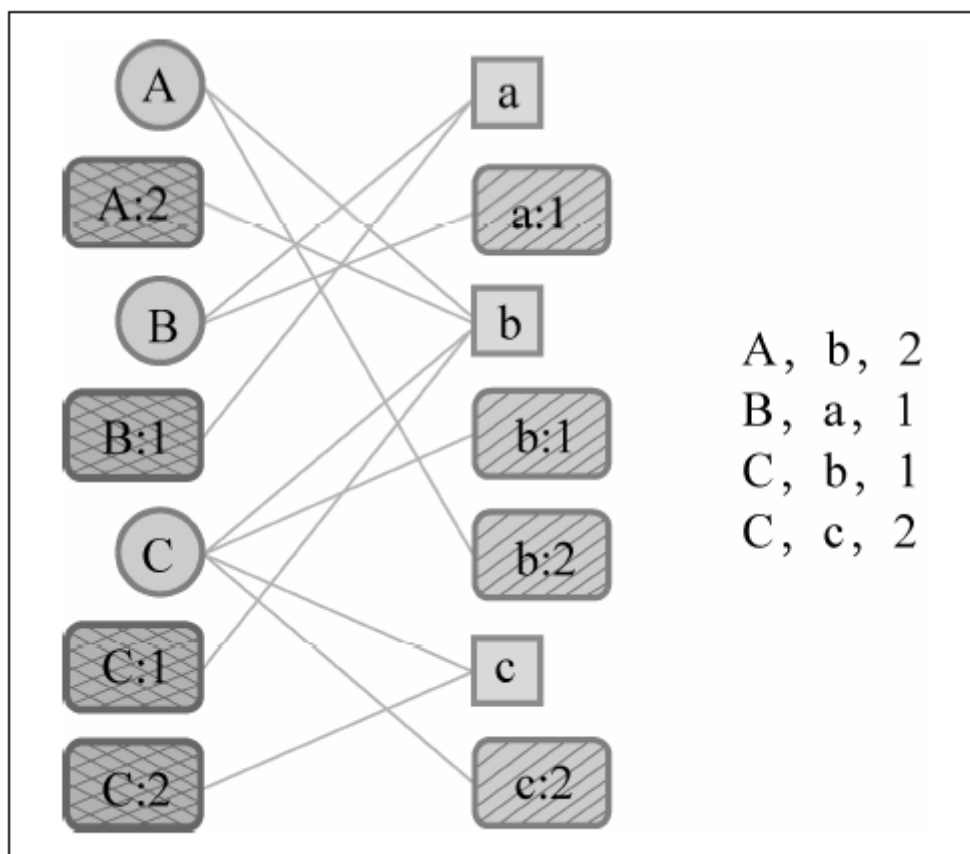 A
A:2
B
B:1
C
C:1
C:2
a
a:1
b
b:1
b:2
c
c:2
A, b, 2
B, a, 1
C, b, 1
C, c, 2